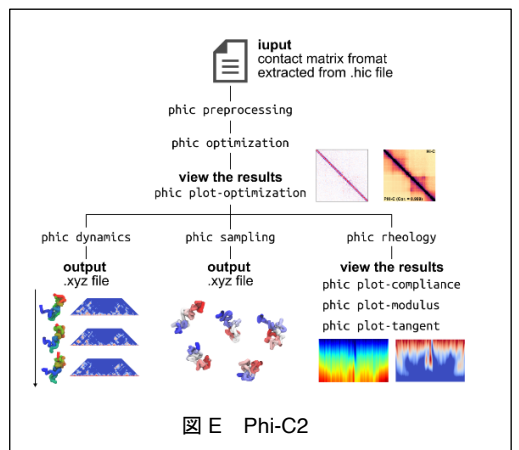 iuput
contact matrix fromat
extracted from .hic file
phic preprocessing
phic optimization
view the results
phic plot-optimization
Hi-C
phic dynamics
phic sampling
phic rheology
output
.xyz file
output
.xyz file
view the results
phic plot-compliance
phic plot-modulus
phic plot-tangent
図 E Phi-C2